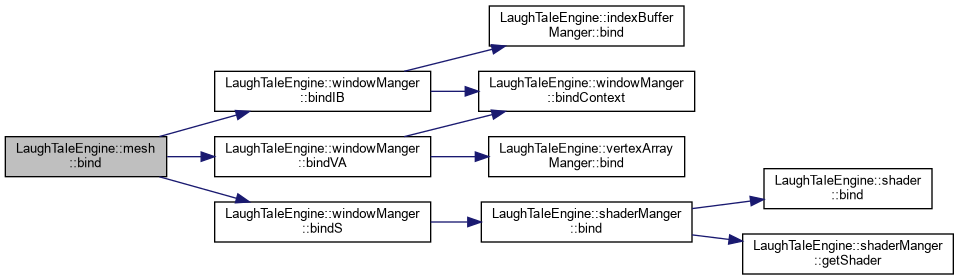 LaughTaleEngine::mesh
::bind
LaughTaleEngine::windowManger
::bindIB
LaughTaleEngine::indexBuffer
Manger::bind
LaughTaleEngine::windowManger
::bindContext
LaughTaleEngine::windowManger
::bindVA
LaughTaleEngine::vertexArray
Manger::bind
LaughTaleEngine::windowManger
::bindS
LaughTaleEngine::shaderManger
::bind
LaughTaleEngine::shader
::bind
LaughTaleEngine::shaderManger
::getShader